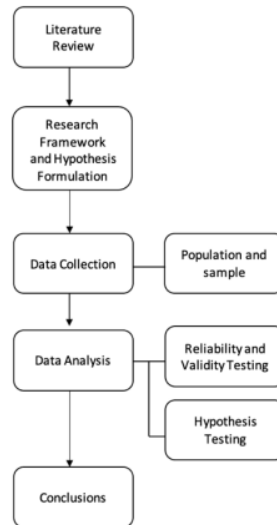 Literature
Review
Research
Framework
and Hypothesis
Formulation
Data Collection
Population and
sample
Data Analysis
Reliability and
Validity Testing
Hypothesis
Testing
Conclusions